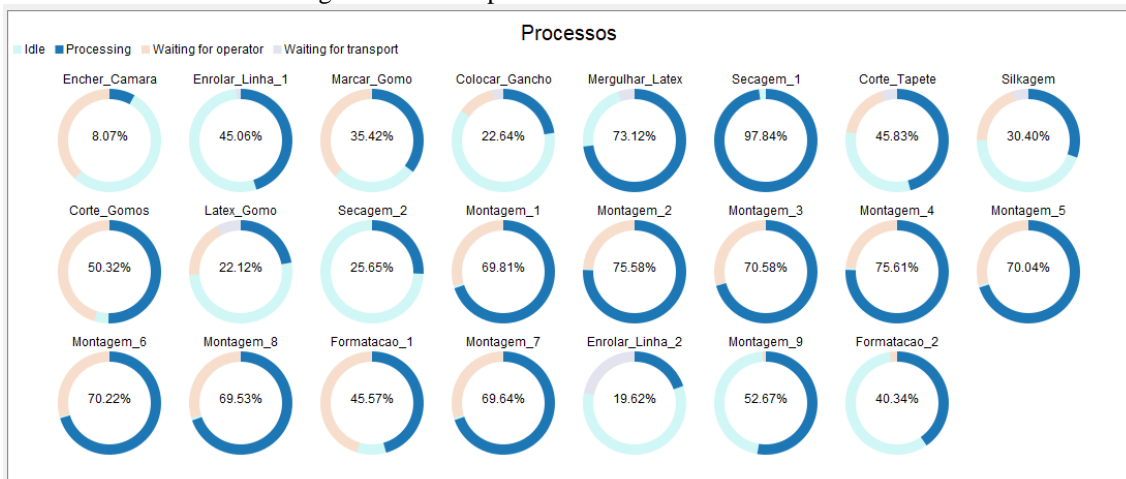 Processos
Idle Processing Waiting for operator Waiting for transport
Encher_Camara Enrolar_Linha_1 Marcar_Gomo Colocar_Gancho Mergulhar_Latex Secagem_1 Corte_Tapete Silkagem
8.07% 45.06% 35.42% 22.64% 73.12% 97.84% 45.83% 30.40%
Corte_Gomos Latex_Gomo Secagem_2 Montagem_1 Montagem_2 Montagem_3 Montagem_4 Montagem_5
50.32% 22.12% 25.65% 69.81% 75.58% 70.58% 75.61% 70.04%
Montagem_6 Montagem_8 Formatacao_1 Montagem_7 Enrolar_Linha_2 Montagem_9 Formatacao_2
70.22% 69.53% 45.57% 69.64% 19.62% 52.67% 40.34%